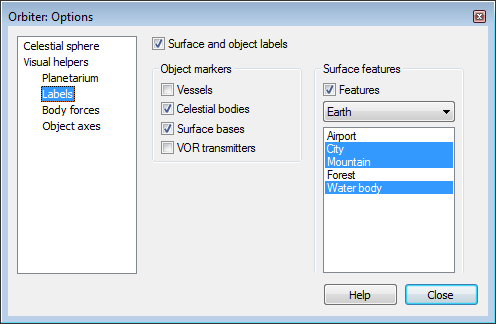 Orbiter: Options
Celestial sphere
Visual helpers
Planetarium
Labels
Body forces
Object axes
Surface and object labels
Object markers
Vessels
Celestial bodies
Surface bases
VOR transmitters
Surface features
Features
Earth
Airport
City
Mountain
Forest
Water body
Help
Close